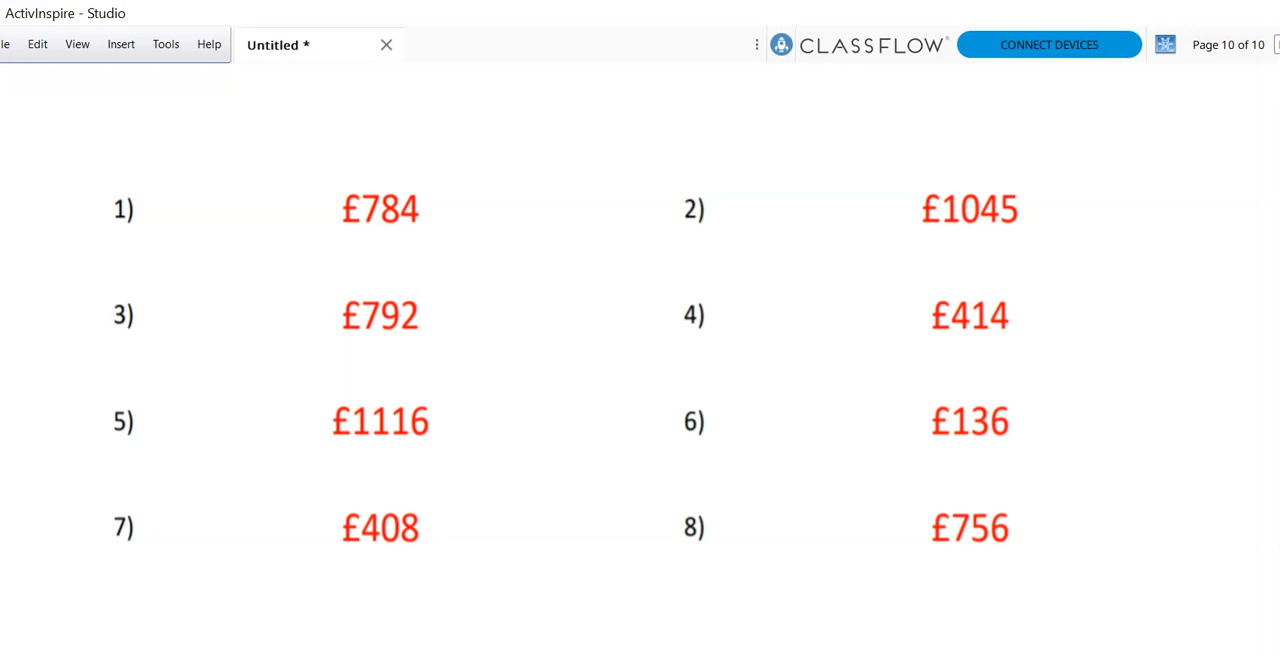 ActivInspire - Studio
le Edit View Insert Tools Help Untitled * CLASSFLOW CONNECT DEVICES Page 10 of 10
1) £784 2) £1045
3) £792 4) £414
5) £1116 6) £136
7) £408 8) £756